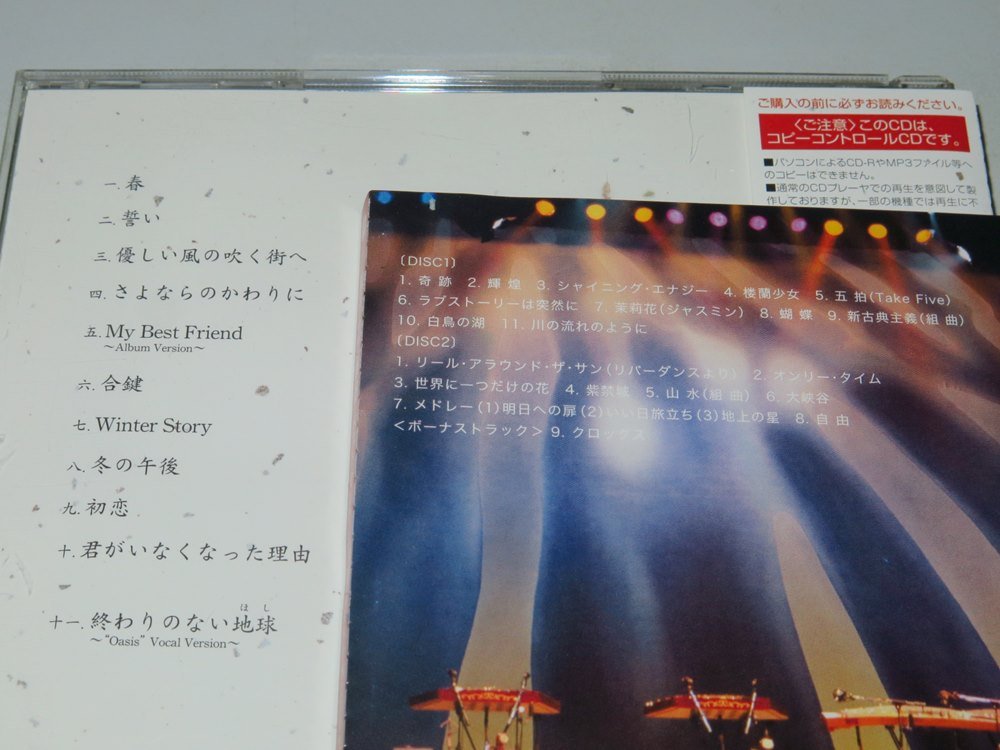 一. 春
二. 誓い
三. 優しい風の吹く街へ
四. さよならのかわりに
五. My Best Friend
～Album Version～
六. 合鍵
七. Winter Story
八. 冬の午後
九. 初恋
十. 君がいなくなった理由
ほし
十一. 終わりのない地球
～"Oasis" Vocal Version～
ご購入の前に必ずお読みください。
〈ご注意〉このCDは、
コピーコントロールCDです。
■パソコンによるCD-RやMP3ファイル等へ
のコピーはできません。
■通常のCDプレーヤでの再生を意図して製
作しておりますが、一部の機種では再生に不
〔DISC1〕
1. 奇跡 2. 輝煌 3. シャイニング・エナジー 4. 楼蘭少女 5. 五拍(Take Five)
6. ラブストーリーは突然に 7. 茉莉花(ジャスミン) 8. 蝴蝶 9. 新古典主義(組曲)
10. 白鳥の湖 11. 川の流れのように
〔DISC2〕
1. リール・アラウンド・ザ・サン(リバーダンスより) 2. オンリー・タイム
3. 世界に一つだけの花 4. 紫禁城 5. 山水(組曲) 6. 大峡谷
7. メドレー(1)明日への扉(2)いい日旅立ち(3)地上の星 8. 自由
<ボーナストラック> 9. クロックス